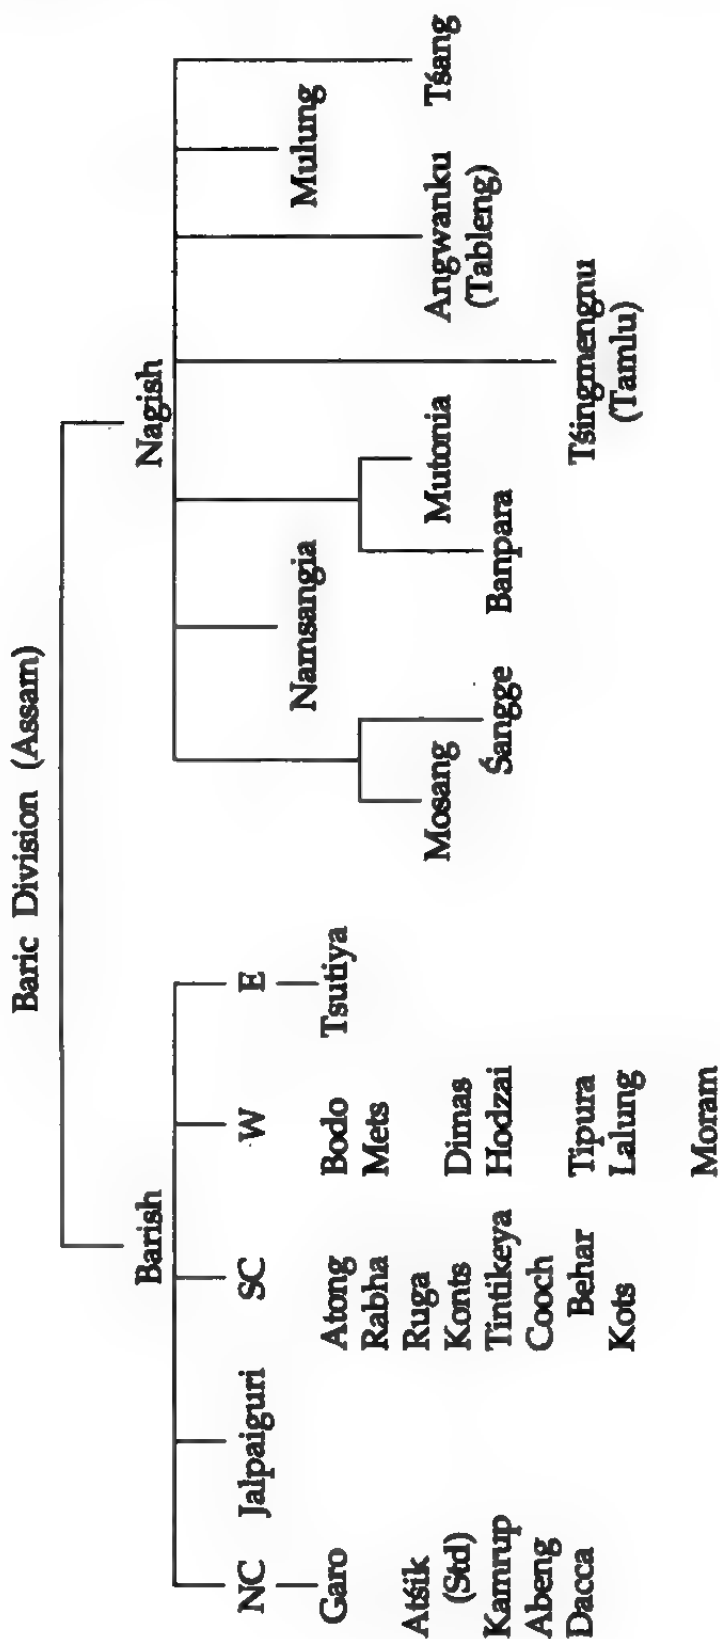 Baric Division (Assam)
Barish
Nagish
NC
Jalpaiguri
SC
W
E
Garo
Atśik
(Std)
Kamrup
Abeng
Dacca
Atong
Rabha
Ruga
Konts
Tintikeya
Cooch
Behar
Kots
Bodo
Mets
Dimas
Hodzai
Tipura
Lalung
Moram
Tsutiya
Mosang
Śangge
Namsangia
Banpara
Mutonia
Tśingmengnu
(Tamlu)
Angwanku
(Tableng)
Mulung
Tśang